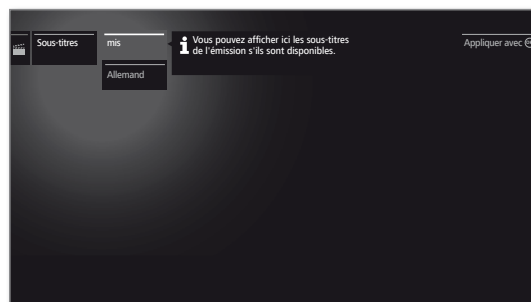 Sous-titres
mis
Vous pouvez afficher ici les sous-titres
de l'émission s'ils sont disponibles.
Appliquer avec
Allemand